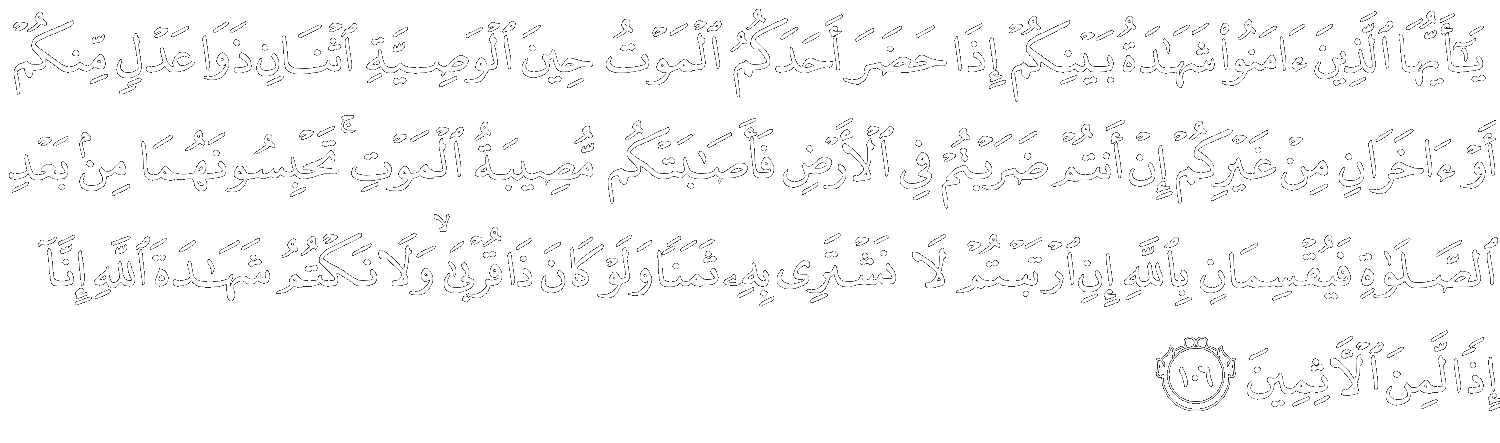 يَٰٓأَيُّهَا ٱلَّذِينَ ءَامَنُوا۟ شَهَٰدَةُ بَيْنِكُمْ إِذَا حَضَرَ أَحَدَكُمُ ٱلْمَوْتُ حِينَ ٱلْوَصِيَّةِ ٱثْنَانِ ذَوَا عَدْلٍ مِّنكُمْ
أَوْ ءَاخَرَانِ مِنْ غَيْرِكُمْ إِنْ أَنتُمْ ضَرَبْتُمْ فِى ٱلْأَرْضِ فَأَصَٰبَتْكُم مُّصِيبَةُ ٱلْمَوْتِ ۚ تَحْبِسُونَهُمَا مِنۢ بَعْدِ
ٱلصَّلَوٰةِ فَيُقْسِمَانِ بِٱللَّهِ إِنِ ٱرْتَبْتُمْ لَا نَشْتَرِى بِهِۦ ثَمَنًا وَلَوْ كَانَ ذَا قُرْبَىٰ ۙ وَلَا نَكْتُمُ شَهَٰدَةَ ٱللَّهِ إِنَّآ
إِذًا لَّمِنَ ٱلْءَاثِمِينَ ١٠٦